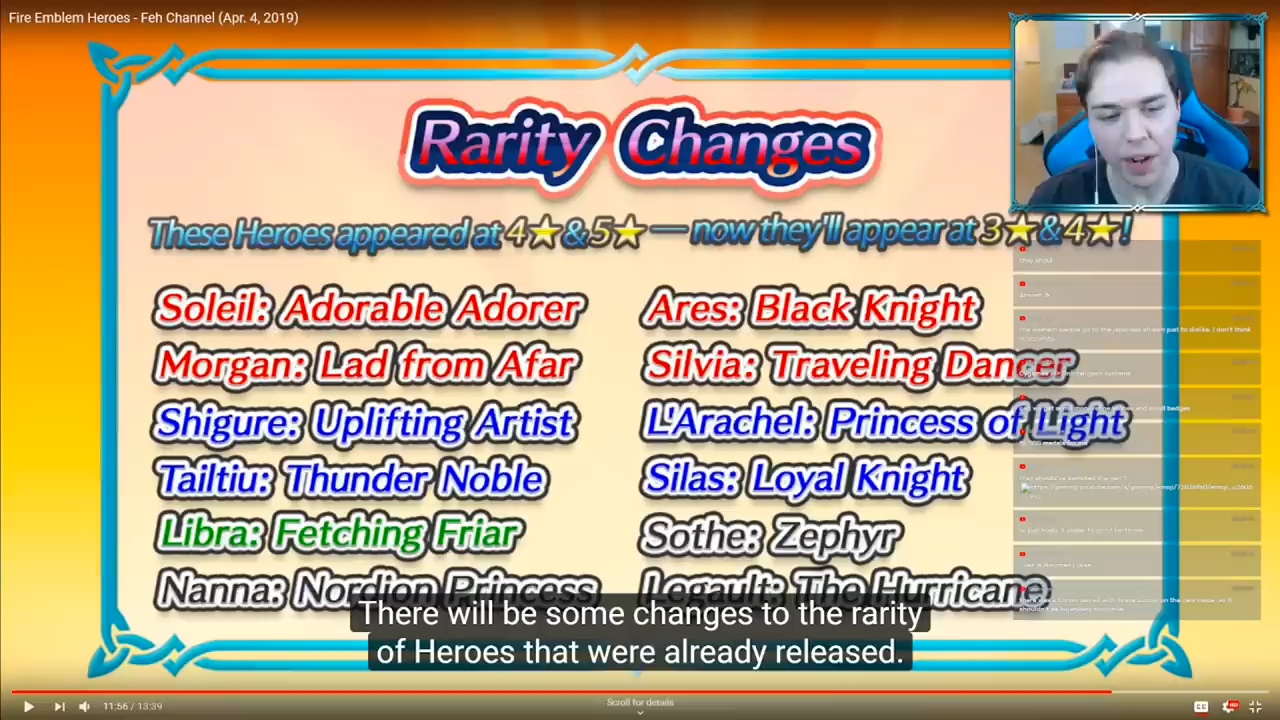 Fire Emblem Heroes - Feh Channel (Apr. 4, 2019)
Rarity Changes
These Heroes appeared at 4★&5★ — now they'll appear at 3★&4★!
Soleil: Adorable Adorer
Ares: Black Knight
Morgan: Lad from Afar
Silvia: Traveling Dancer
Shigure: Uplifting Artist
L'Arachel: Princess of Light
Tailtiu: Thunder Noble
Silas: Loyal Knight
Libra: Fetching Friar
Sothe: Zephyr
Nanna: Nordion Princess
Legault: The Hurricane
There will be some changes to the rarity
of Heroes that were already released.
11:56 / 13:39
Scroll for details
CC
HD